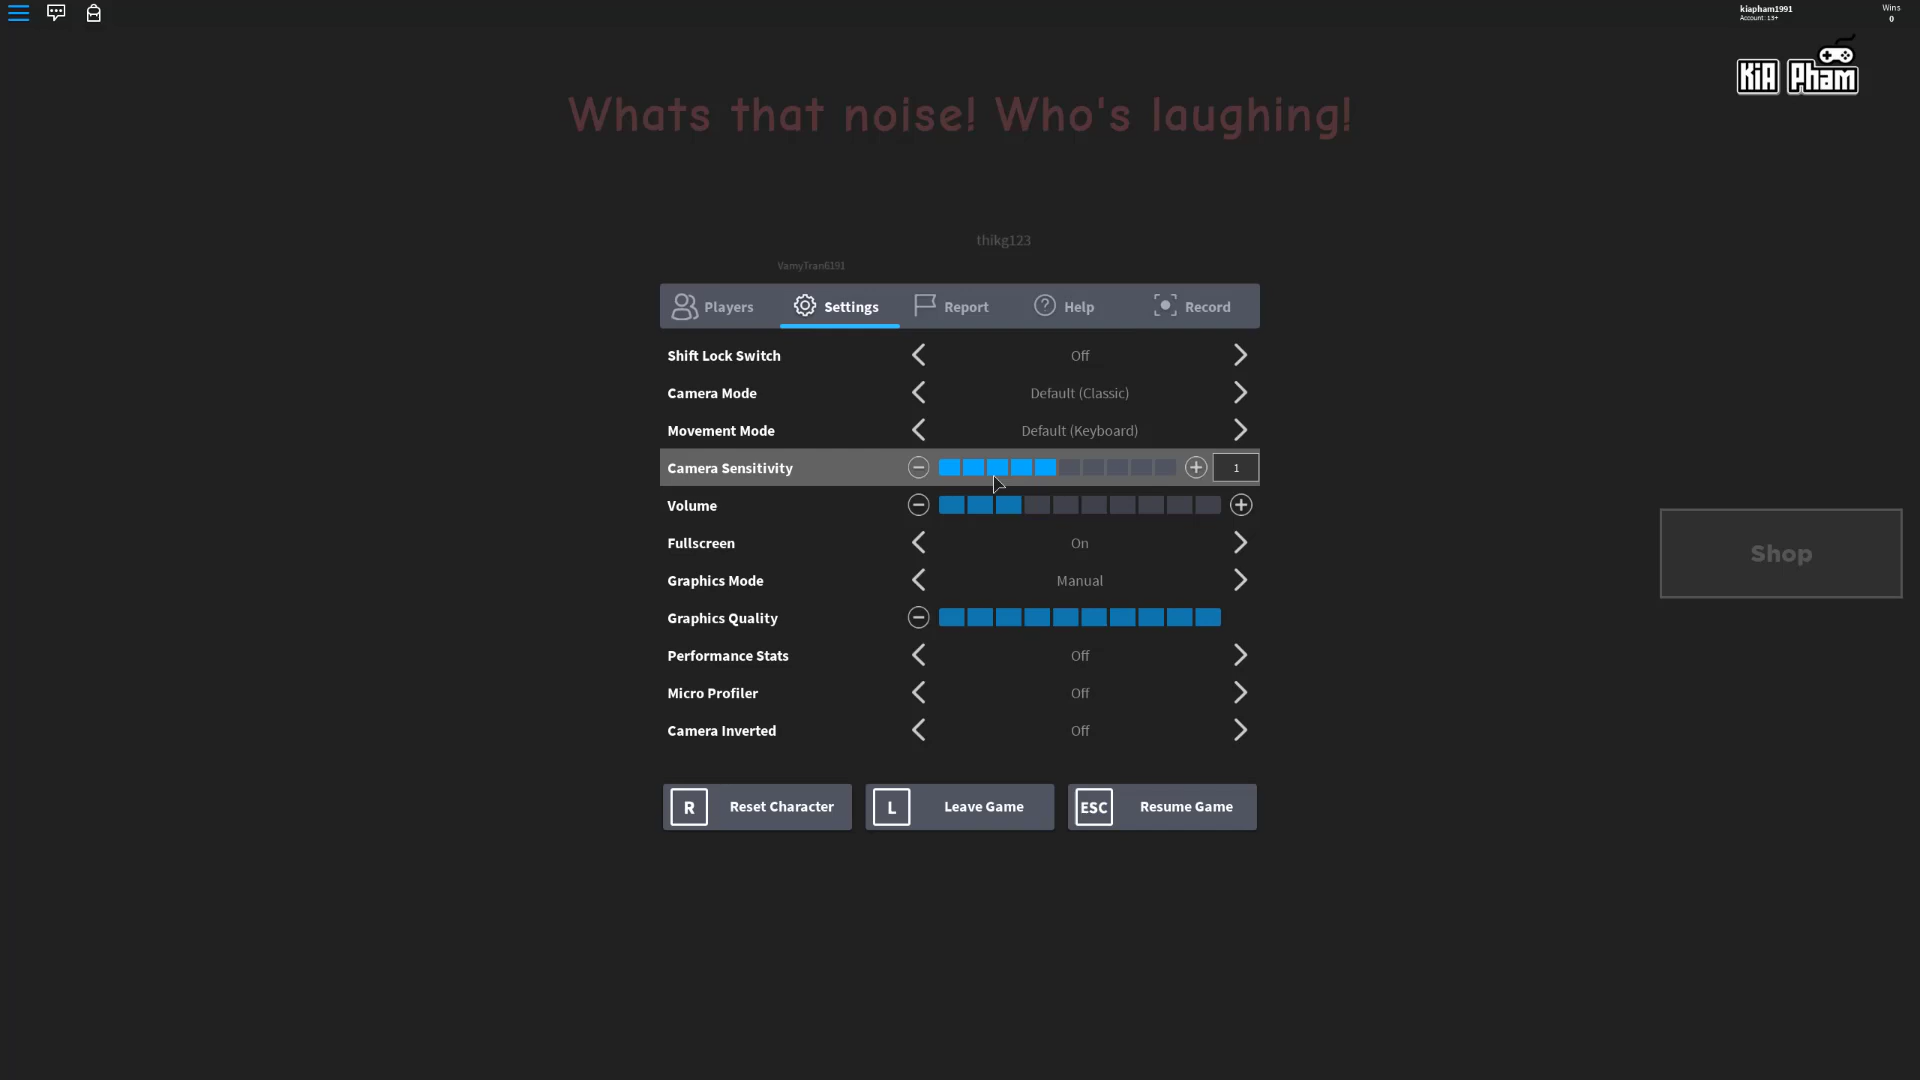 kiapham1991
Account: 13+
Wins
0
KiA Pham
Whats that noise! Who's laughing!
thikg123
VamyTran6191
Players
Settings
Report
Help
Record
Shift Lock Switch
Off
Camera Mode
Default (Classic)
Movement Mode
Default (Keyboard)
Camera Sensitivity
1
Volume
Fullscreen
On
Graphics Mode
Manual
Graphics Quality
Performance Stats
Off
Micro Profiler
Off
Camera Inverted
Off
Shop
R Reset Character
L Leave Game
ESC Resume Game